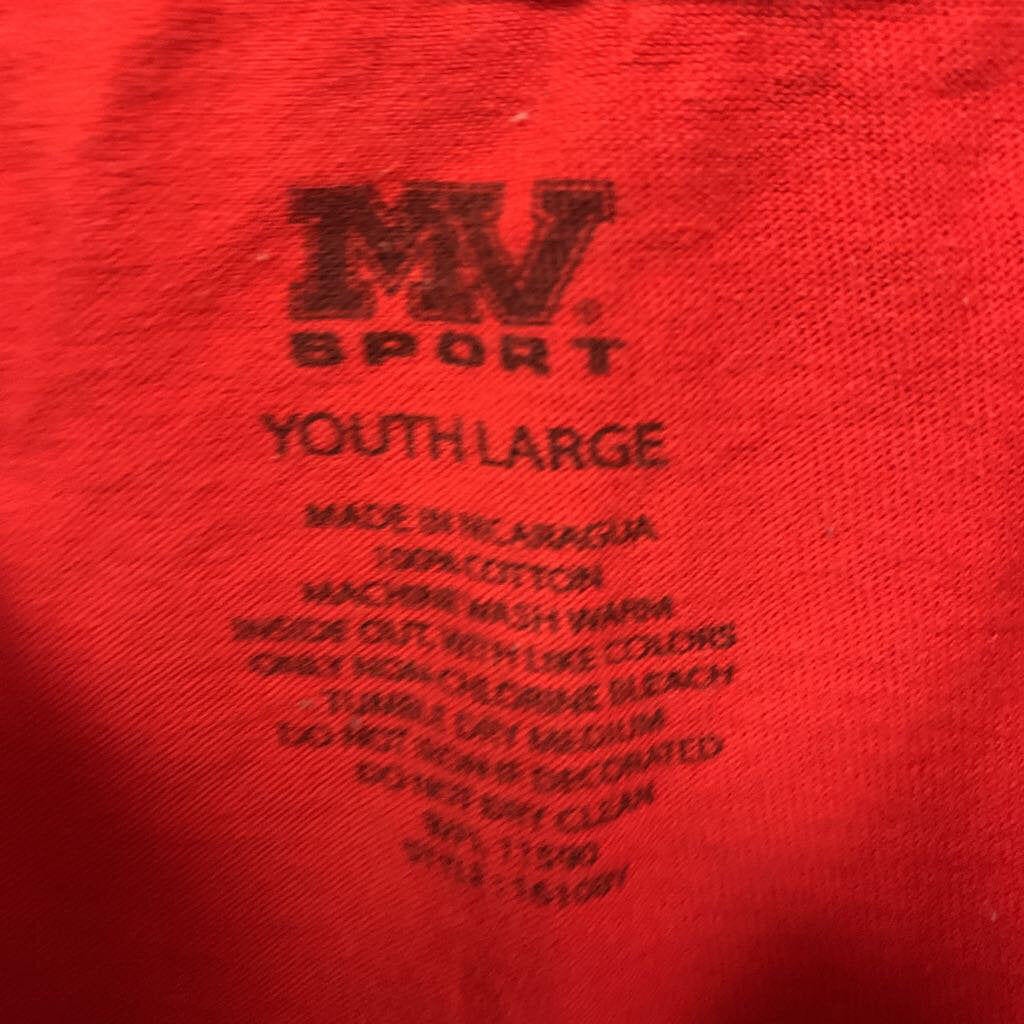 MV®
SPORT
YOUTH LARGE
MADE IN NICARAGUA
100% COTTON
MACHINE WASH WARM
INSIDE OUT, WITH LIKE COLORS
ONLY NON-CHLORINE BLEACH
TUMBLE DRY MEDIUM
DO NOT IRON IF DECORATED
DO NOT DRY CLEAN
STYLE :